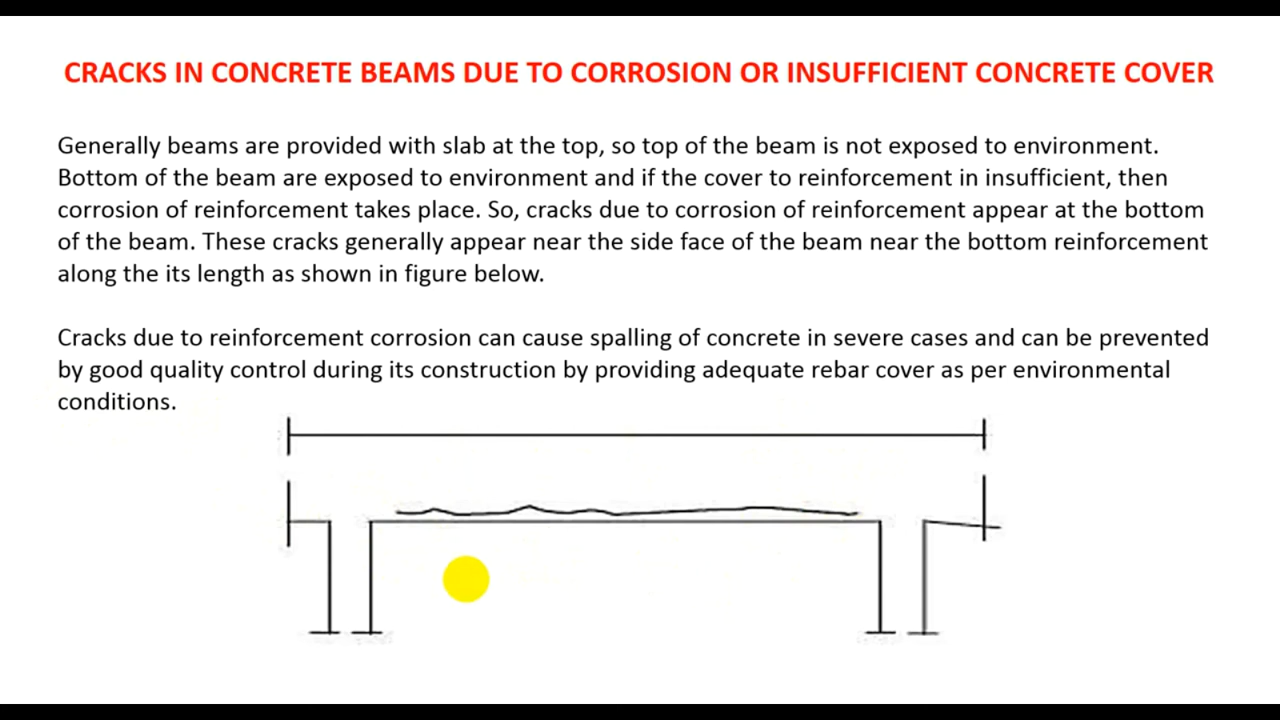 CRACKS IN CONCRETE BEAMS DUE TO CORROSION OR INSUFFICIENT CONCRETE COVER
Generally beams are provided with slab at the top, so top of the beam is not exposed to environment.
Bottom of the beam are exposed to environment and if the cover to reinforcement in insufficient, then
corrosion of reinforcement takes place. So, cracks due to corrosion of reinforcement appear at the bottom
of the beam. These cracks generally appear near the side face of the beam near the bottom reinforcement
along the its length as shown in figure below.
Cracks due to reinforcement corrosion can cause spalling of concrete in severe cases and can be prevented
by good quality control during its construction by providing adequate rebar cover as per environmental
conditions.